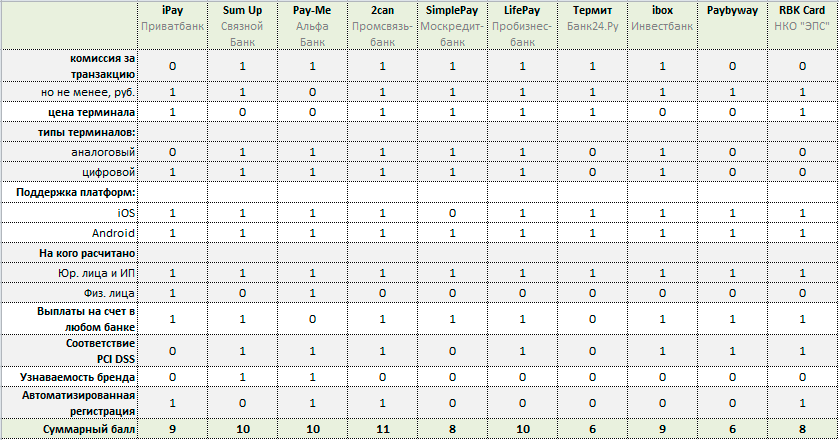 iPay Sum Up Pay-Me 2can SimplePay LifePay Термит ibox Paybyway RBK Card
Приватбанк Связной Банк Альфа Банк Промсвязь-банк Москредит-банк Пробизнес-банк Банк24.Ру Инвестбанк НКО "ЭПС"
комиссия за транзакцию 0 1 1 1 1 1 1 1 0 0
но не менее, руб. 1 1 0 1 1 1 1 1 1 1
цена терминала 1 0 0 1 1 1 1 0 0 1
типы терминалов:
аналоговый 0 1 1 1 1 1 0 1 0 0
цифровой 1 1 1 1 1 1 0 1 0 0
Поддержка платформ:
iOS 1 1 1 1 0 1 1 1 1 1
Android 1 1 1 1 1 1 1 1 1 1
На кого расчитано
Юр. лица и ИП 1 1 1 1 1 1 1 1 1 1
Физ. лица 1 0 1 0 0 0 0 0 0 0
Выплаты на счет в любом банке 1 1 0 1 1 1 0 1 1 1
Соответствие PCI DSS 0 1 1 1 0 1 0 1 1 1
Узнаваемость бренда 0 1 1 0 0 0 0 0 0 0
Автоматизированная регистрация 1 0 1 1 0 0 0 0 0 1
Суммарный балл 9 10 10 11 8 10 6 9 6 8